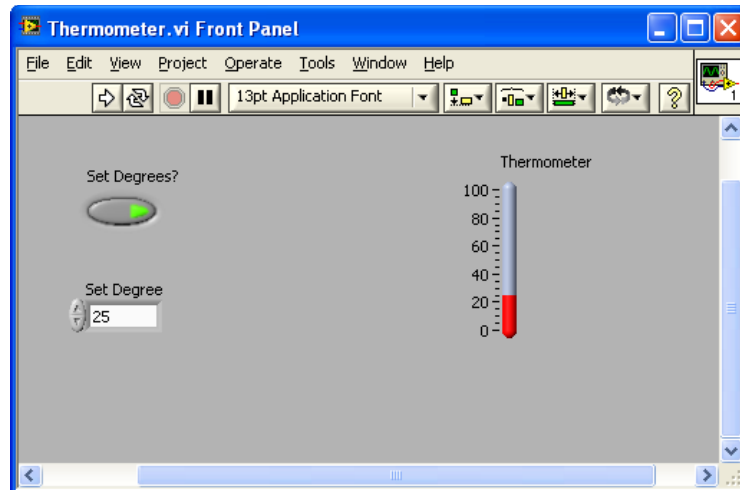 Thermometer.vi Front Panel
File Edit View Project Operate Tools Window Help
13pt Application Font
?
1
Set Degrees?
Thermometer
100
80
60
40
20
0
Set Degree
25